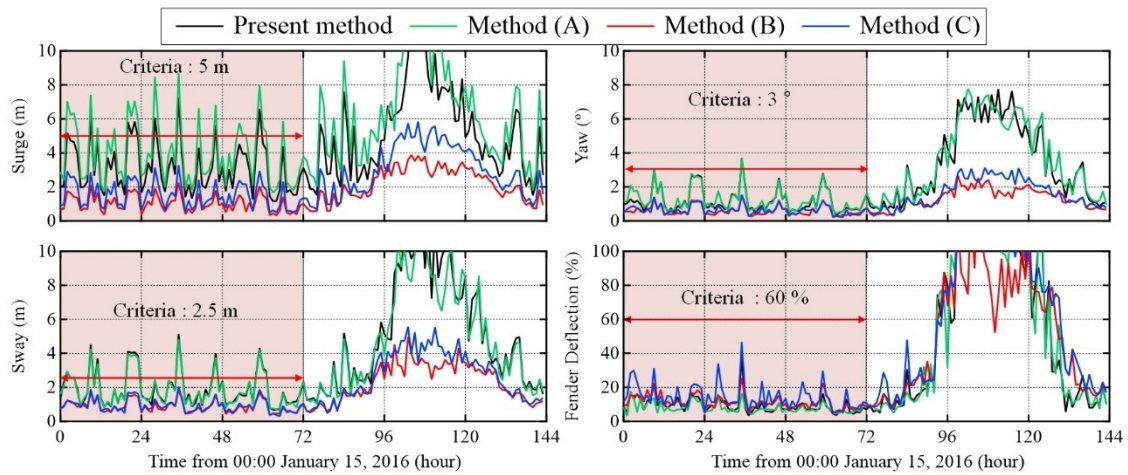 Present method Method (A) Method (B) Method (C)
10
8
6
4
2
0
Surge (m)
Criteria : 5 m
10
8
6
4
2
0
Yaw (º)
Criteria : 3 °
10
8
6
4
2
0
Sway (m)
Criteria : 2.5 m
0 24 48 72 96 120 144
Time from 00:00 January 15, 2016 (hour)
100
80
60
40
20
0
Fender Deflection (%)
Criteria : 60 %
0 24 48 72 96 120 144
Time from 00:00 January 15, 2016 (hour)